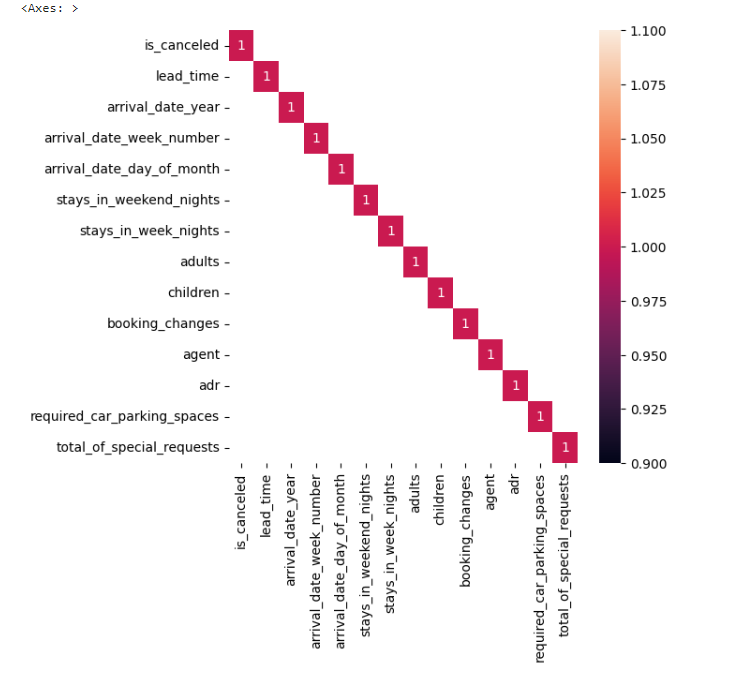 <Axes: >
is_canceled
lead_time
arrival_date_year
arrival_date_week_number
arrival_date_day_of_month
stays_in_weekend_nights
stays_in_week_nights
adults
children
booking_changes
agent
adr
required_car_parking_spaces
total_of_special_requests
1
1
1
1
1
1
1
1
1
1
1
1
1
1
is_canceled
lead_time
arrival_date_year
arrival_date_week_number
arrival_date_day_of_month
stays_in_weekend_nights
stays_in_week_nights
adults
children
booking_changes
agent
adr
required_car_parking_spaces
total_of_special_requests
1.100
1.075
1.050
1.025
1.000
0.975
0.950
0.925
0.900